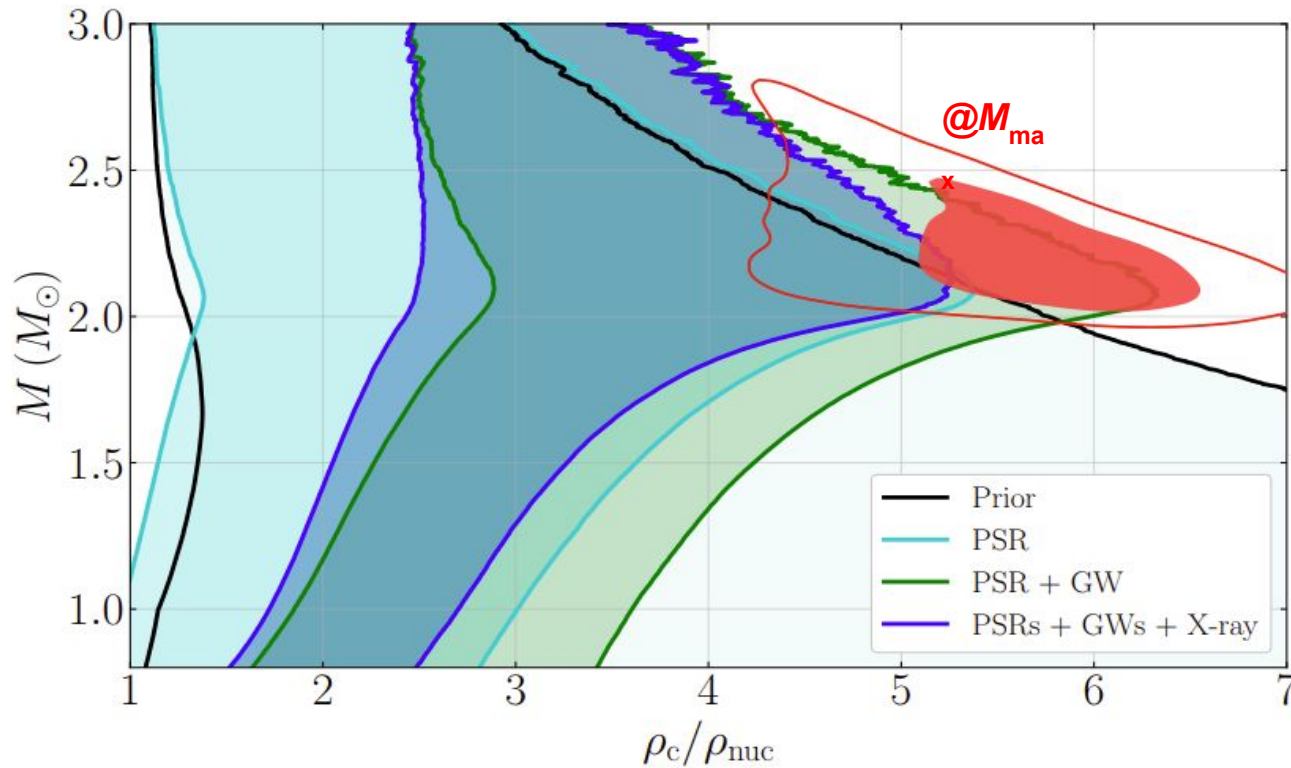 3.0
2.5
2.0
1.5
1.0
M (M⊙)
@M_ma
x
Prior
PSR
PSR + GW
PSRs + GWs + X-ray
1 2 3 4 5 6 7
ρ_c/ρ_nuc